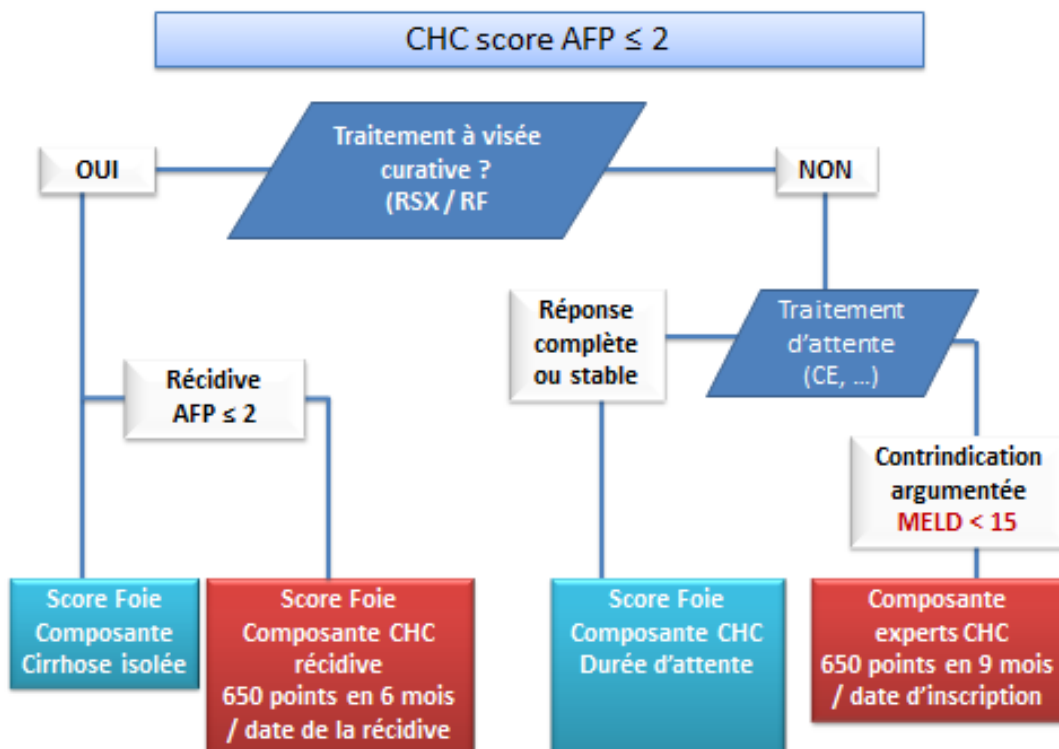 CHC score AFP ≤ 2
Traitement à visée
curative ?
(RSX / RF
OUI
NON
Réponse
complète
ou stable
Traitement
d'attente
(CE, ...)
Récidive
AFP ≤ 2
Contrindication
argumentée
MELD < 15
Score Foie
Composante
Cirrhose isolée
Score Foie
Composante CHC
récidive
650 points en 6 mois
/ date de la récidive
Score Foie
Composante CHC
Durée d'attente
Composante
experts CHC
650 points en 9 mois
/ date d'inscription